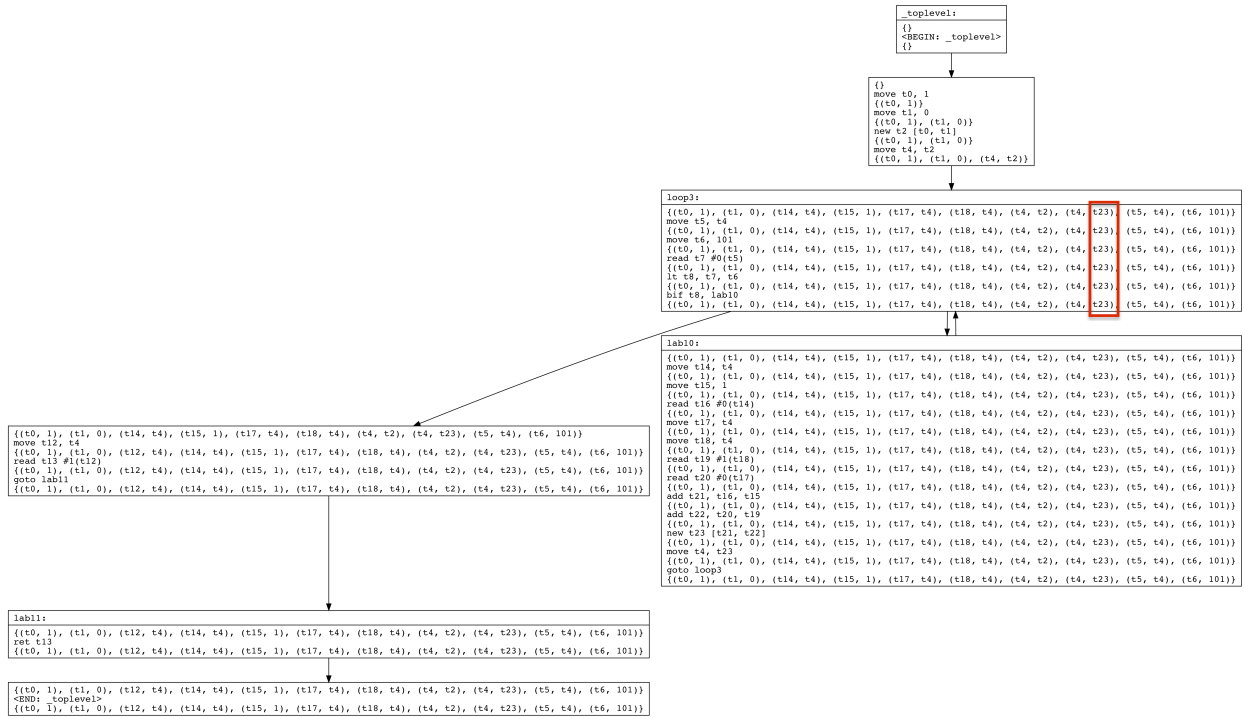 _toplevel:
{}
<BEGIN: _toplevel>
{}
{}
move t0, 1
{(t0, 1)}
move t1, 0
{(t0, 1), (t1, 0)}
new t2 [t0, t1]
{(t0, 1), (t1, 0)}
move t4, t2
{(t0, 1), (t1, 0), (t4, t2)}
loop3:
{(t0, 1), (t1, 0), (t14, t4), (t15, 1), (t17, t4), (t18, t4), (t4, t2), (t4, t23), (t5, t4), (t6, 101)}
move t5, t4
{(t0, 1), (t1, 0), (t14, t4), (t15, 1), (t17, t4), (t18, t4), (t4, t2), (t4, t23), (t5, t4), (t6, 101)}
move t6, 101
{(t0, 1), (t1, 0), (t14, t4), (t15, 1), (t17, t4), (t18, t4), (t4, t2), (t4, t23), (t5, t4), (t6, 101)}
read t7 #0(t5)
{(t0, 1), (t1, 0), (t14, t4), (t15, 1), (t17, t4), (t18, t4), (t4, t2), (t4, t23), (t5, t4), (t6, 101)}
lt t8, t7, t6
{(t0, 1), (t1, 0), (t14, t4), (t15, 1), (t17, t4), (t18, t4), (t4, t2), (t4, t23), (t5, t4), (t6, 101)}
bif t8, lab10
{(t0, 1), (t1, 0), (t14, t4), (t15, 1), (t17, t4), (t18, t4), (t4, t2), (t4, t23), (t5, t4), (t6, 101)}
lab10:
{(t0, 1), (t1, 0), (t14, t4), (t15, 1), (t17, t4), (t18, t4), (t4, t2), (t4, t23), (t5, t4), (t6, 101)}
move t14, t4
{(t0, 1), (t1, 0), (t14, t4), (t15, 1), (t17, t4), (t18, t4), (t4, t2), (t4, t23), (t5, t4), (t6, 101)}
move t15, 1
{(t0, 1), (t1, 0), (t14, t4), (t15, 1), (t17, t4), (t18, t4), (t4, t2), (t4, t23), (t5, t4), (t6, 101)}
read t16 #0(t14)
{(t0, 1), (t1, 0), (t14, t4), (t15, 1), (t17, t4), (t18, t4), (t4, t2), (t4, t23), (t5, t4), (t6, 101)}
move t17, t4
{(t0, 1), (t1, 0), (t14, t4), (t15, 1), (t17, t4), (t18, t4), (t4, t2), (t4, t23), (t5, t4), (t6, 101)}
move t18, t4
{(t0, 1), (t1, 0), (t14, t4), (t15, 1), (t17, t4), (t18, t4), (t4, t2), (t4, t23), (t5, t4), (t6, 101)}
read t19 #1(t18)
{(t0, 1), (t1, 0), (t14, t4), (t15, 1), (t17, t4), (t18, t4), (t4, t2), (t4, t23), (t5, t4), (t6, 101)}
read t20 #0(t17)
{(t0, 1), (t1, 0), (t14, t4), (t15, 1), (t17, t4), (t18, t4), (t4, t2), (t4, t23), (t5, t4), (t6, 101)}
add t21, t16, t15
{(t0, 1), (t1, 0), (t14, t4), (t15, 1), (t17, t4), (t18, t4), (t4, t2), (t4, t23), (t5, t4), (t6, 101)}
add t22, t20, t19
{(t0, 1), (t1, 0), (t14, t4), (t15, 1), (t17, t4), (t18, t4), (t4, t2), (t4, t23), (t5, t4), (t6, 101)}
new t23 [t21, t22]
{(t0, 1), (t1, 0), (t14, t4), (t15, 1), (t17, t4), (t18, t4), (t4, t2), (t4, t23), (t5, t4), (t6, 101)}
move t4, t23
{(t0, 1), (t1, 0), (t14, t4), (t15, 1), (t17, t4), (t18, t4), (t4, t2), (t4, t23), (t5, t4), (t6, 101)}
goto loop3
{(t0, 1), (t1, 0), (t14, t4), (t15, 1), (t17, t4), (t18, t4), (t4, t2), (t4, t23), (t5, t4), (t6, 101)}
{(t0, 1), (t1, 0), (t14, t4), (t15, 1), (t17, t4), (t18, t4), (t4, t2), (t4, t23), (t5, t4), (t6, 101)}
move t12, t4
{(t0, 1), (t1, 0), (t12, t4), (t14, t4), (t15, 1), (t17, t4), (t18, t4), (t4, t2), (t4, t23), (t5, t4), (t6, 101)}
read t13 #1(t12)
{(t0, 1), (t1, 0), (t12, t4), (t14, t4), (t15, 1), (t17, t4), (t18, t4), (t4, t2), (t4, t23), (t5, t4), (t6, 101)}
goto lab11
{(t0, 1), (t1, 0), (t12, t4), (t14, t4), (t15, 1), (t17, t4), (t18, t4), (t4, t2), (t4, t23), (t5, t4), (t6, 101)}
lab11:
{(t0, 1), (t1, 0), (t12, t4), (t14, t4), (t15, 1), (t17, t4), (t18, t4), (t4, t2), (t4, t23), (t5, t4), (t6, 101)}
ret t13
{(t0, 1), (t1, 0), (t12, t4), (t14, t4), (t15, 1), (t17, t4), (t18, t4), (t4, t2), (t4, t23), (t5, t4), (t6, 101)}
{(t0, 1), (t1, 0), (t12, t4), (t14, t4), (t15, 1), (t17, t4), (t18, t4), (t4, t2), (t4, t23), (t5, t4), (t6, 101)}
<END: _toplevel>
{(t0, 1), (t1, 0), (t12, t4), (t14, t4), (t15, 1), (t17, t4), (t18, t4), (t4, t2), (t4, t23), (t5, t4), (t6, 101)}